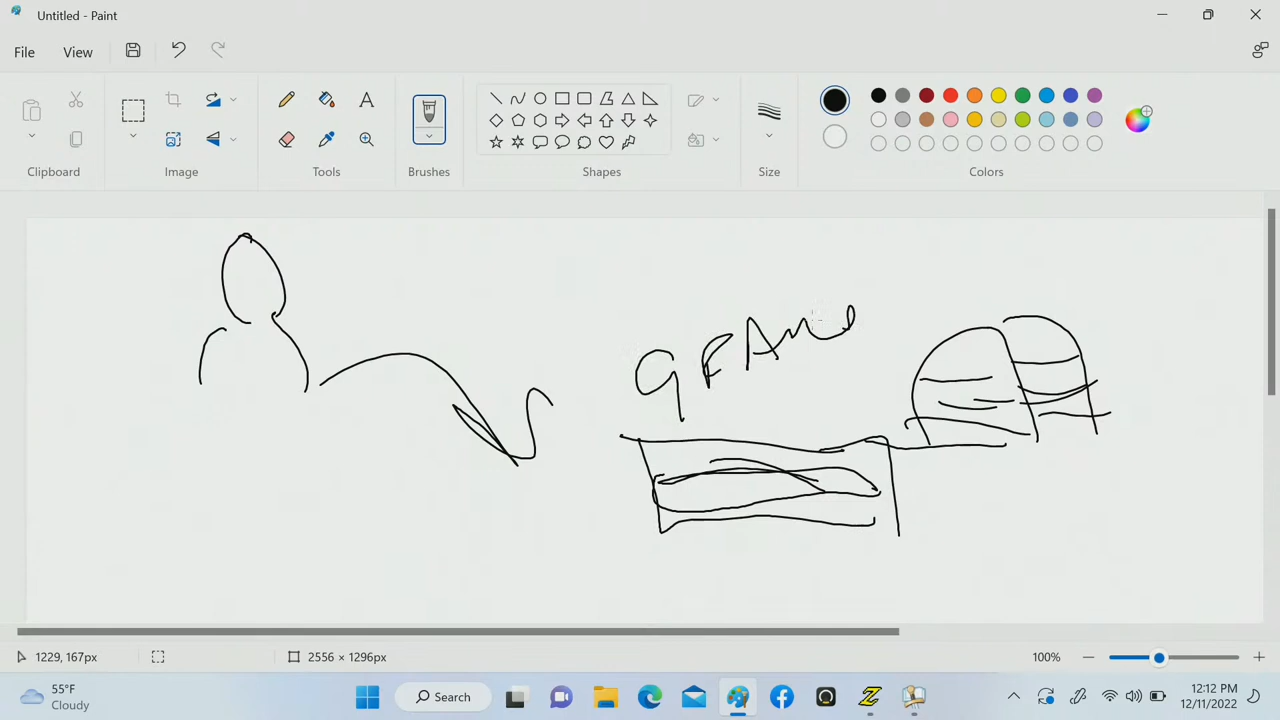 Untitled - Paint
File
View
Clipboard
Image
Tools
Brushes
Shapes
Size
Colors
1229, 167px
2556 × 1296px
100%
55°F
Cloudy
Search
12:12 PM
12/11/2022